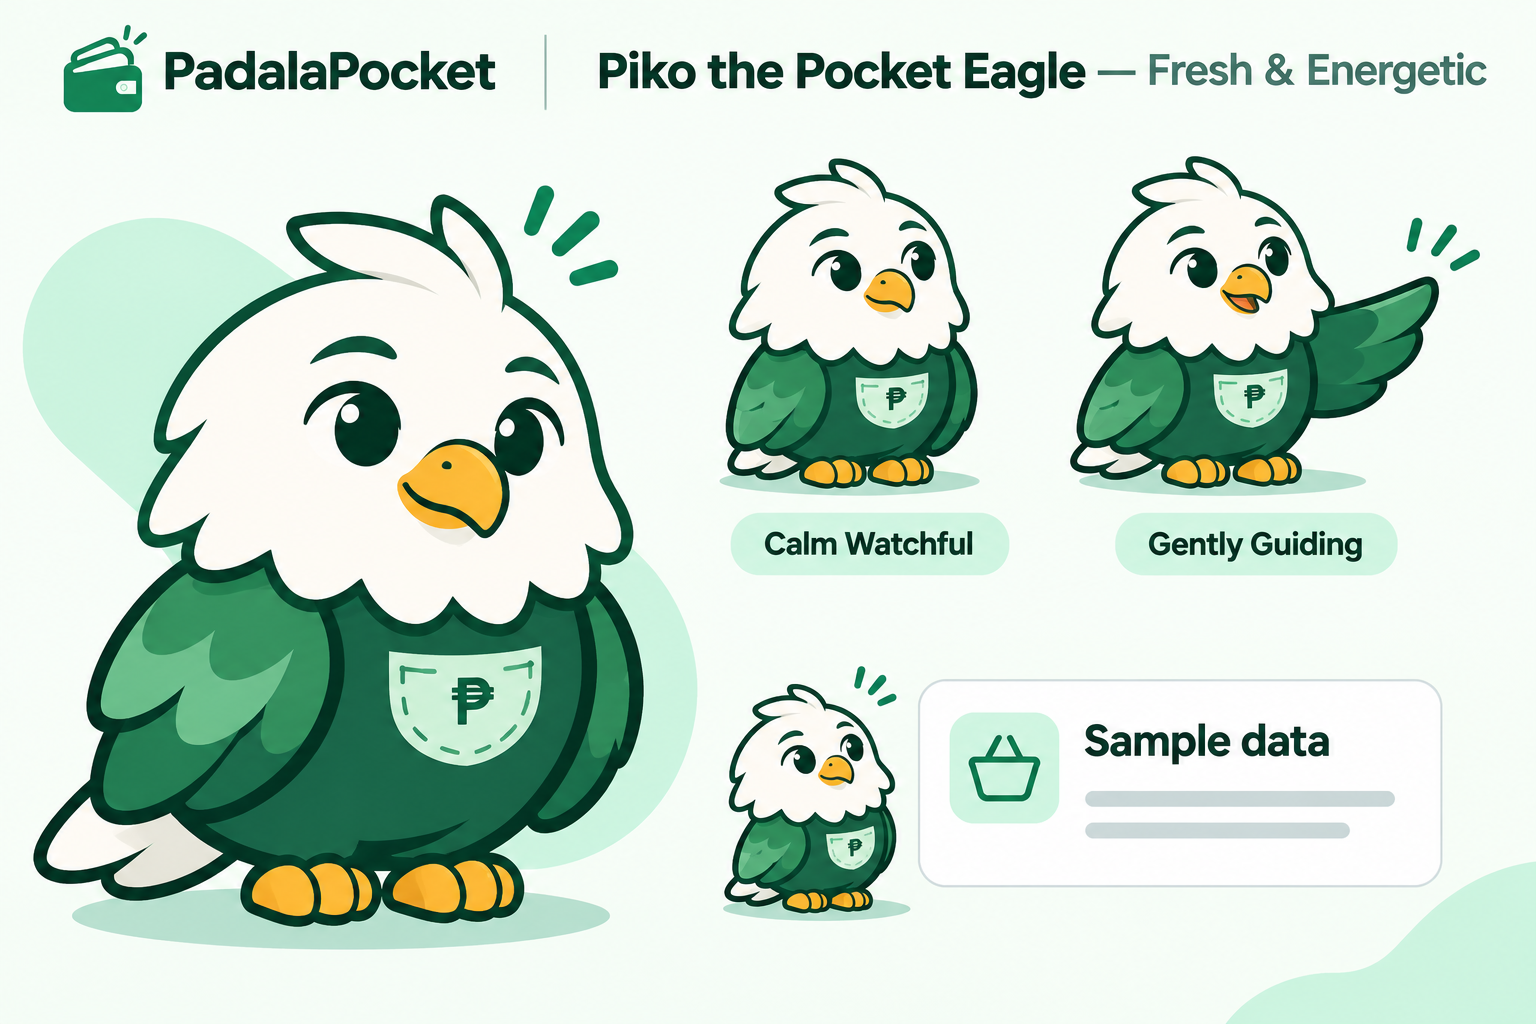 PadalaPocket
Piko the Pocket Eagle — Fresh & Energetic
₱
₱
₱
Calm Watchful
Gently Guiding
Sample data
₱